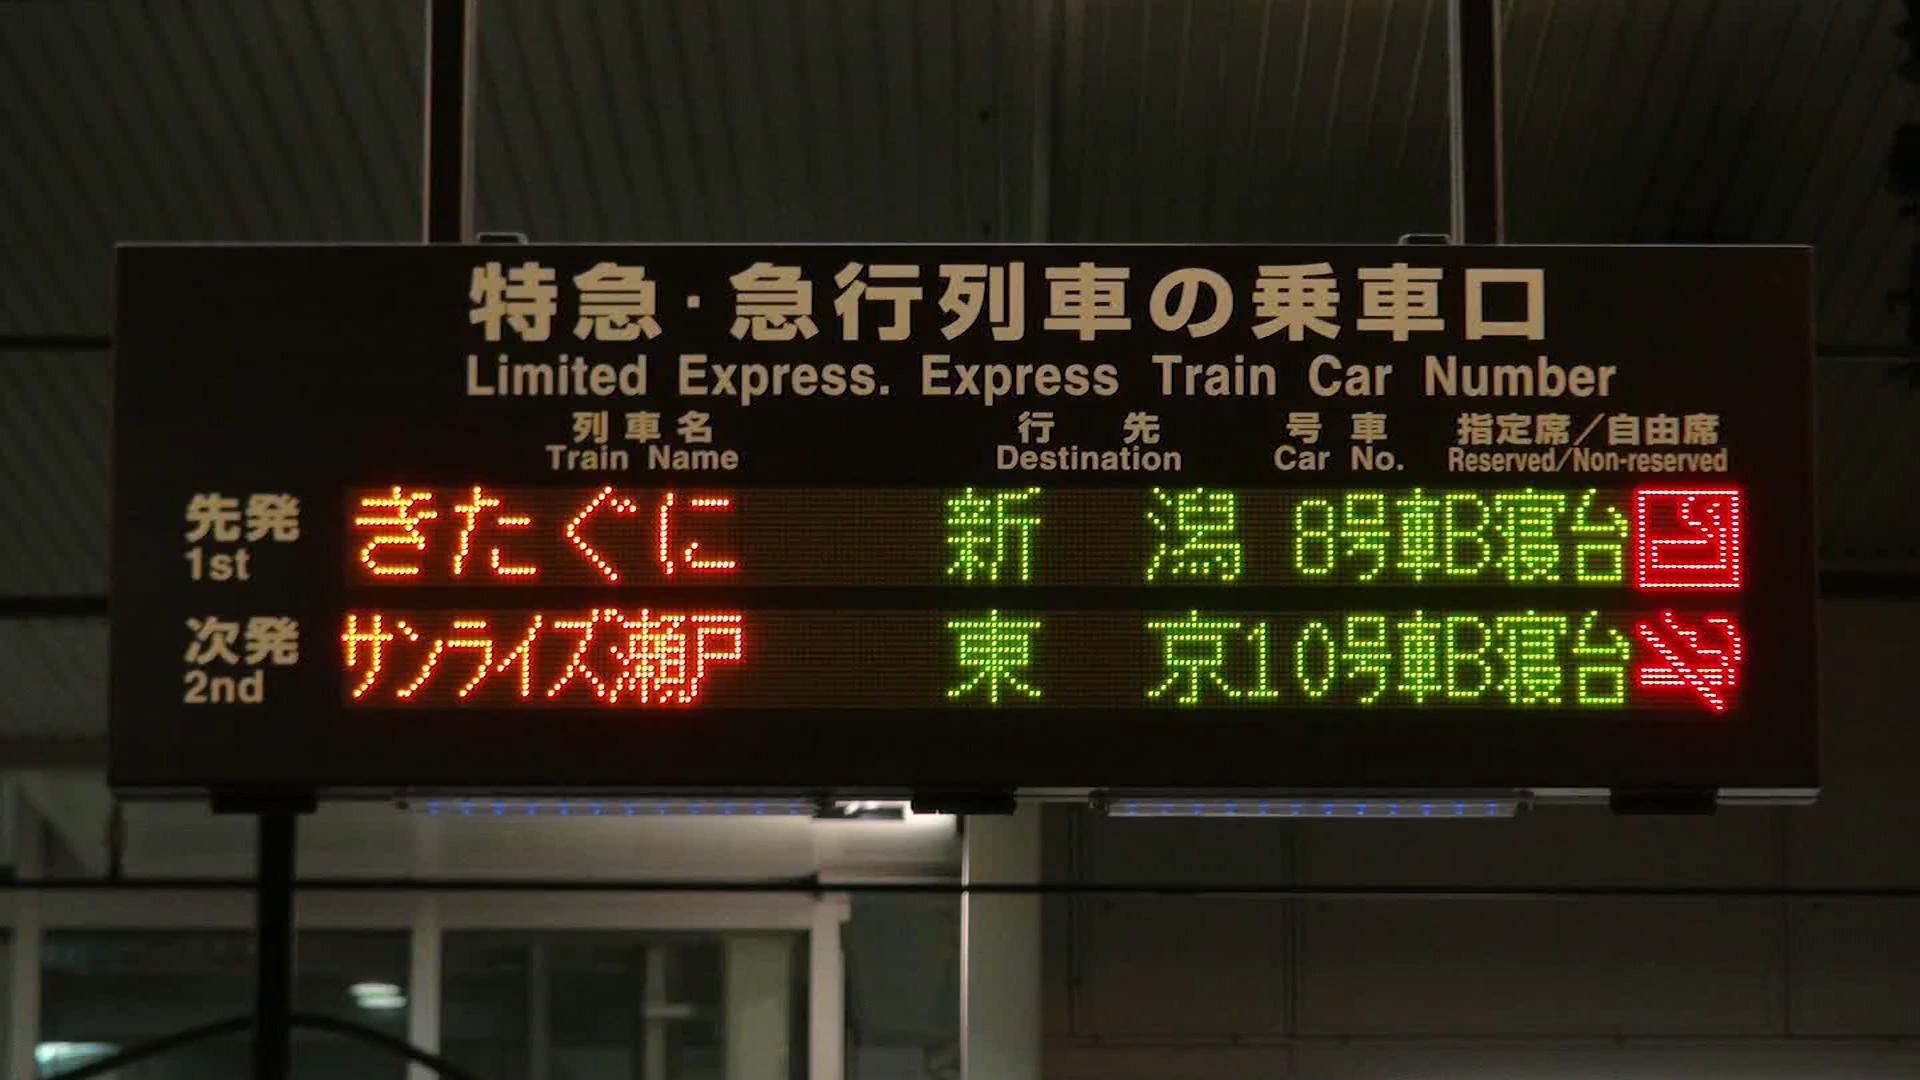 特急・急行列車の乗車口
Limited Express. Express Train Car Number
列車名 行先 号車 指定席／自由席
Train Name Destination Car No. Reserved/Non-reserved
先発 きたぐに 新潟 8号車B寝台
1st
次発 サンライズ瀬戸 東京 10号車B寝台
2nd